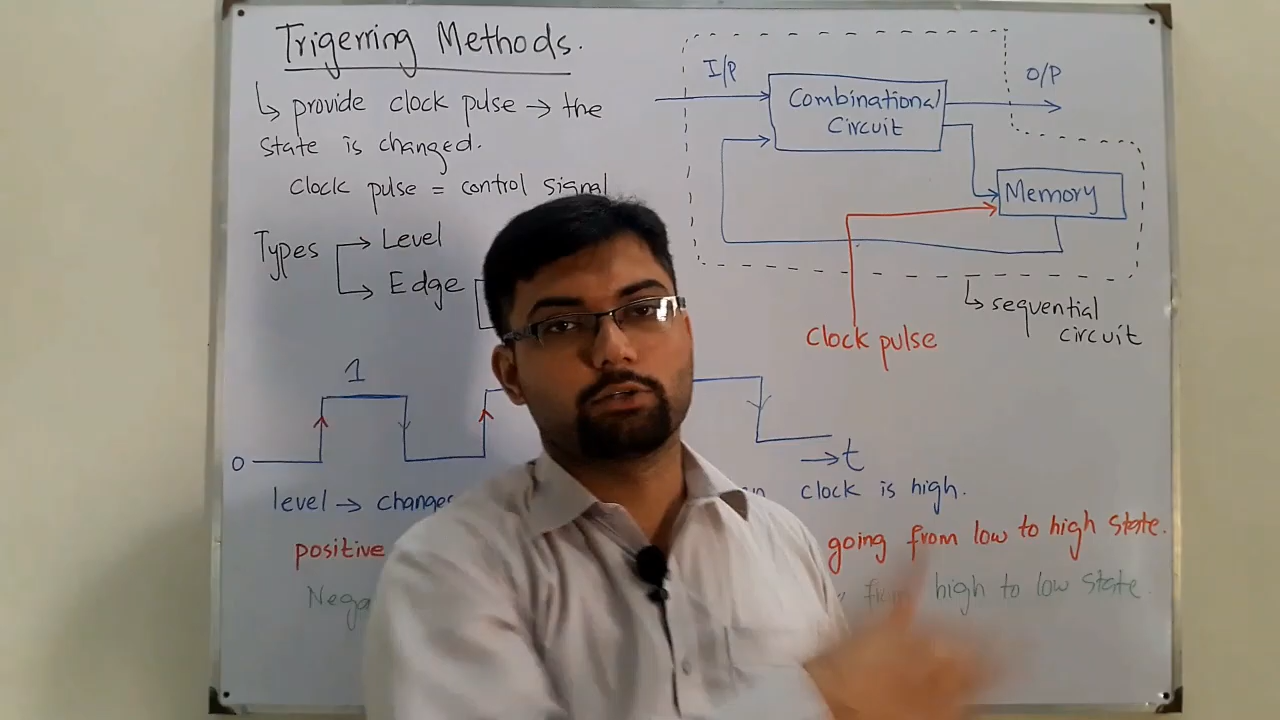 Trigerring Methods.
↳ provide clock pulse → the
state is changed.
Clock pulse = control signal
Types → Level
→ Edge
I/P
Combinational
Circuit
O/P
Memory
Clock pulse
↳ sequential
circuit
1
0
→ t
level → changes clock is high.
positive going from low to high state.
high to low state.